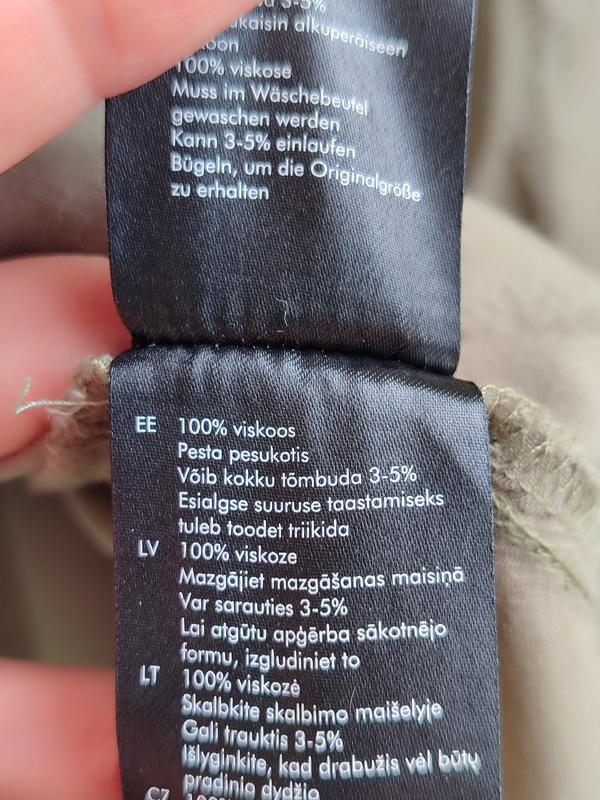 3-5%
alkuperäiseen
100% viskose
Muss im Wäschebeutel
gewaschen werden
Kann 3-5% einlaufen
Bügeln, um die Originalgröße
zu erhalten
EE 100% viskoos
Pesta pesukotis
Võib kokku tõmbuda 3-5%
Esialgse suuruse taastamiseks
tuleb toodet triikida
LV 100% viskoze
Mazgājiet mazgāšanas maisiņā
Var sarauties 3-5%
Lai atgūtu apģērba sākotnējo
formu, izgludiniet to
LT 100% viskozė
Skalbkite skalbimo maišelyje
Gali trauktis 3-5%
Išlyginkite, kad drabužis vėl būtų
pradinio dydžio
CZ